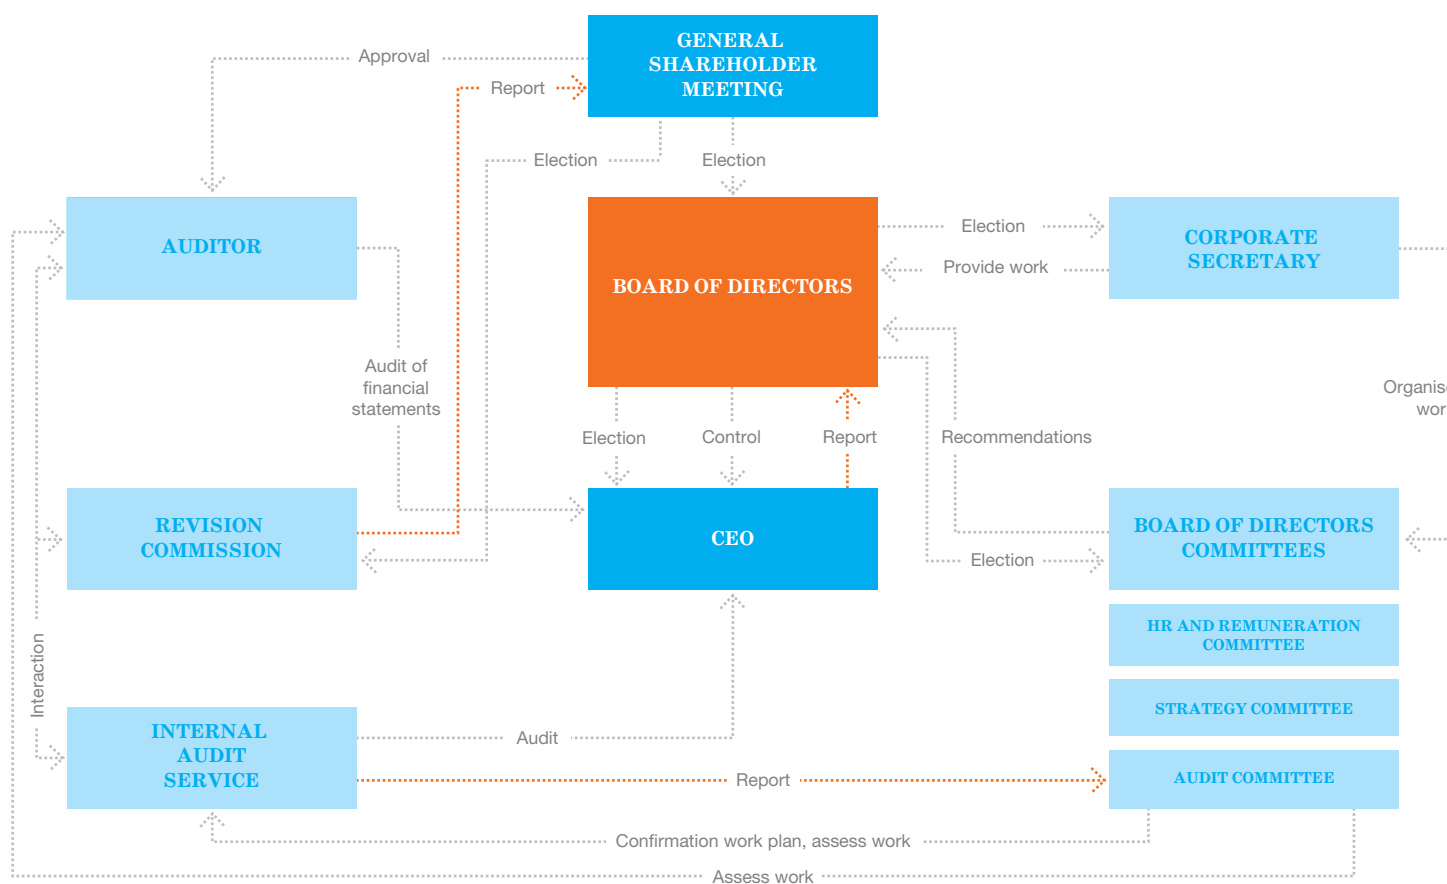 GENERAL
SHAREHOLDER
MEETING
Approval
Report
Election
Election
AUDITOR
BOARD OF DIRECTORS
Election
Provide work
CORPORATE
SECRETARY
Audit of
financial
statements
Election
Control
Report
Recommendations
REVISION
COMMISSION
CEO
BOARD OF DIRECTORS
COMMITTEES
Election
HR AND REMUNERATION
COMMITTEE
Interaction
STRATEGY COMMITTEE
INTERNAL
AUDIT
SERVICE
Audit
Report
AUDIT COMMITTEE
Confirmation work plan, assess work
Assess work